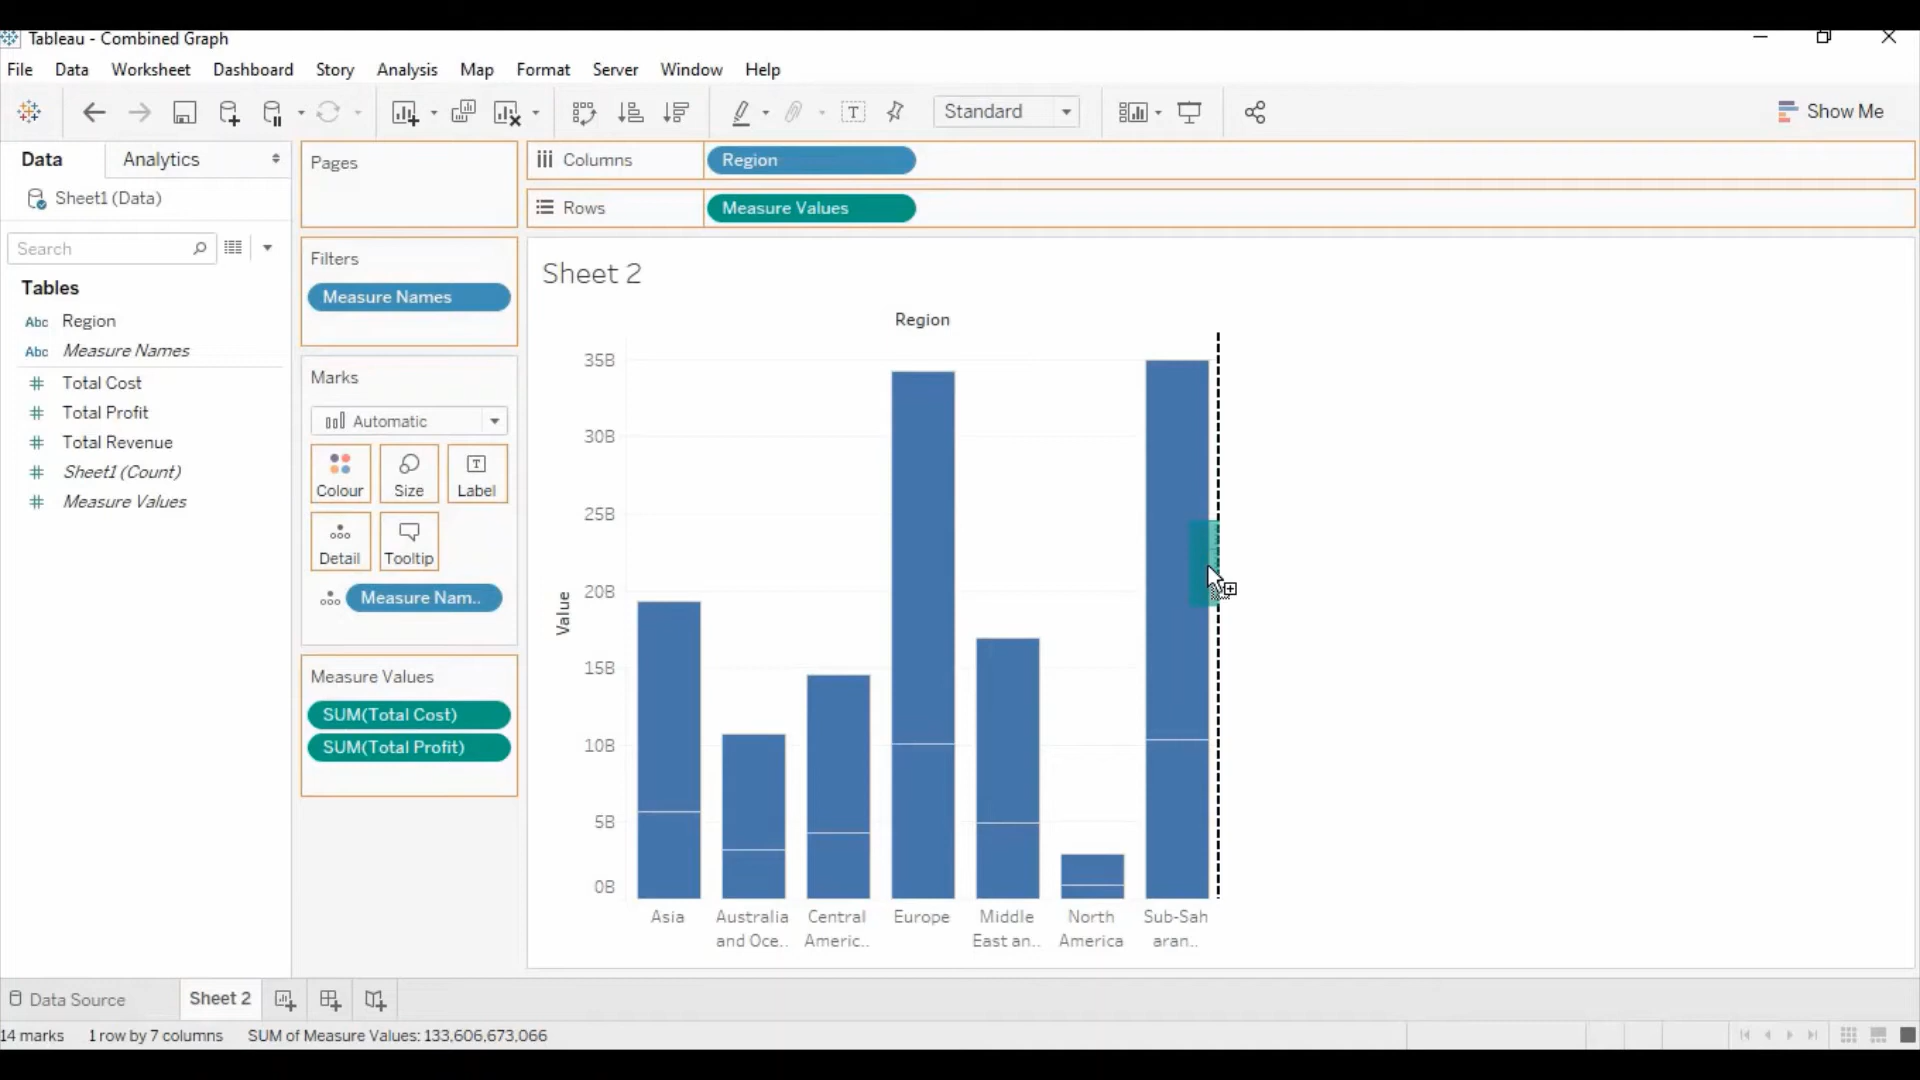 Tableau - Combined Graph
File Data Worksheet Dashboard Story Analysis Map Format Server Window Help
Standard
Show Me
Data Analytics
Sheet1 (Data)
Search
Tables
Abc Region
Abc Measure Names
# Total Cost
# Total Profit
# Total Revenue
# Sheet1 (Count)
# Measure Values
Pages
Filters
Measure Names
Marks
Automatic
Colour Size Label
Detail Tooltip
Measure Nam..
Measure Values
SUM(Total Cost)
SUM(Total Profit)
Columns Region
Rows Measure Values
Sheet 2
Region
35B
30B
25B
20B
15B
10B
5B
0B
Value
Asia
Australia
and Oce..
Central
Americ..
Europe
Middle
East an..
North
America
Sub-Sah
aran..
Data Source Sheet 2
14 marks 1 row by 7 columns SUM of Measure Values: 133,606,673,066